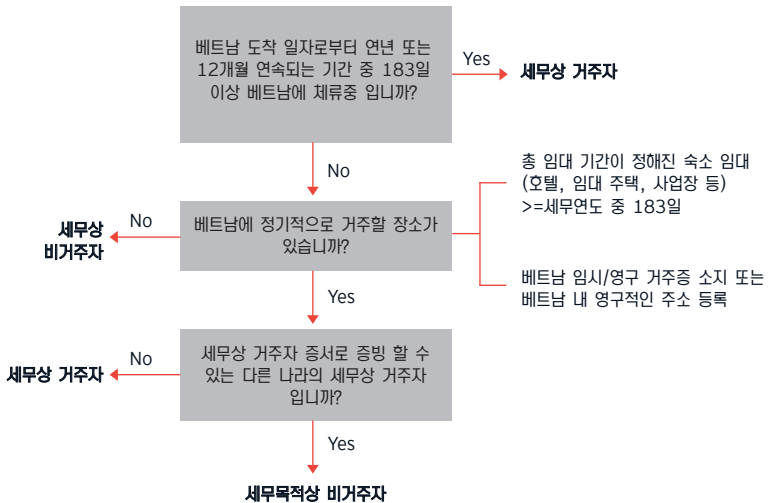 베트남 도착 일자로부터 연년 또는
12개월 연속되는 기간 중 183일
이상 베트남에 체류중 입니까?
Yes
세무상 거주자
No
총 임대 기간이 정해진 숙소 임대
(호텔, 임대 주택, 사업장 등)
>=세무연도 중 183일
세무상
비거주자
No
베트남에 정기적으로 거주할 장소가
있습니까?
베트남 임시/영구 거주증 소지 또는
베트남 내 영구적인 주소 등록
Yes
세무상 거주자
No
세무상 거주자 증서로 증빙 할 수
있는 다른 나라의 세무상 거주자
입니까?
Yes
세무목적상 비거주자